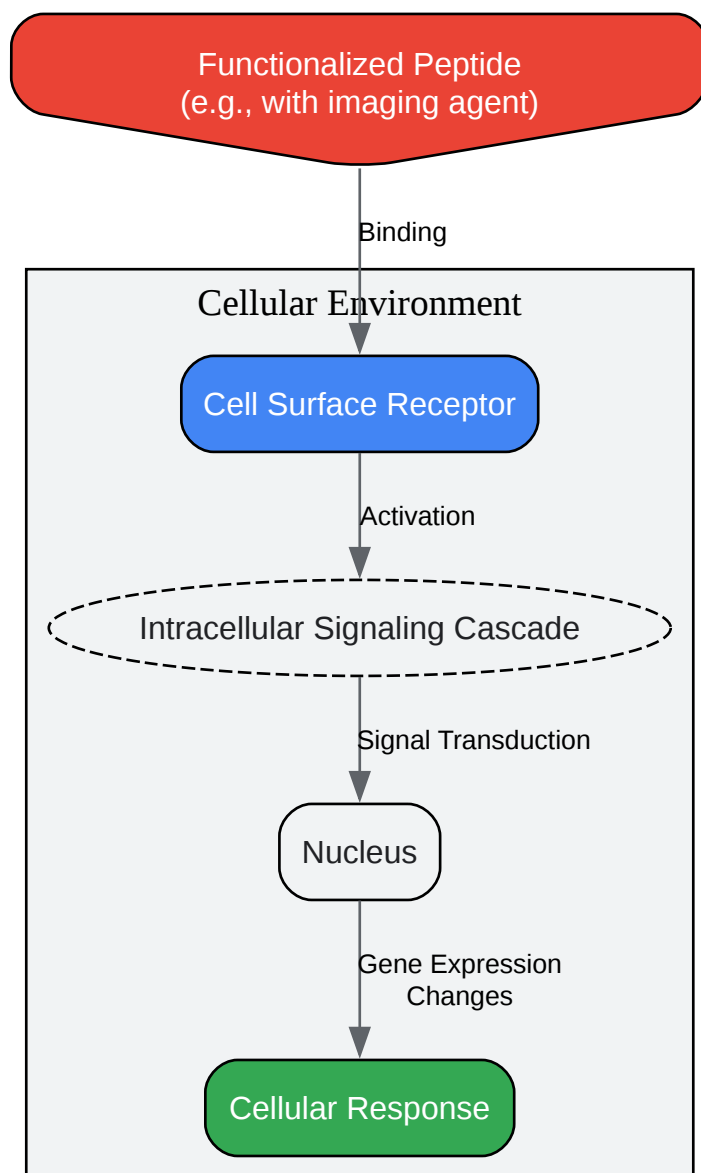 Functionalized Peptide
(e.g., with imaging agent)
Binding
Cellular Environment
Cell Surface Receptor
Activation
Intracellular Signaling Cascade
Signal Transduction
Nucleus
Gene Expression
Changes
Cellular Response